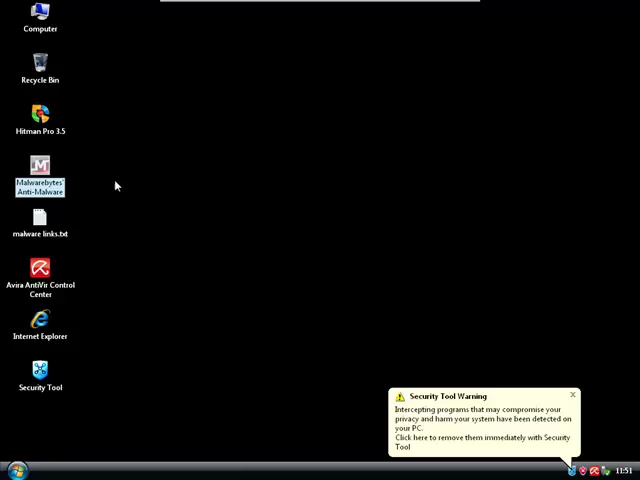 Computer
Recycle Bin
Hitman Pro 3.5
Malwarebytes'
Anti-Malware
malware links.txt
Avira AntiVir Control
Center
Internet Explorer
Security Tool
Security Tool Warning
Intercepting programs that may compromise your
privacy and harm your system have been detected on
your PC.
Click here to remove them immediately with Security
Tool
11:51